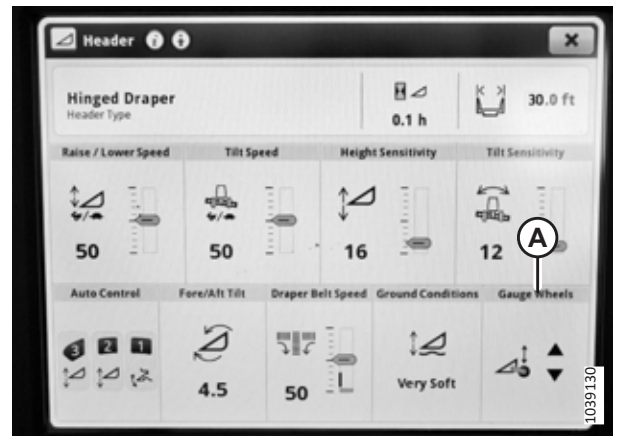 Header
Hinged Draper
Header Type
0.1 h
30.0 ft
Raise / Lower Speed
Tilt Speed
Height Sensitivity
Tilt Sensitivity
50
50
16
12
A
Auto Control
Fore/Aft Tilt
Draper Belt Speed
Ground Conditions
Gauge Wheels
3 2 1
4.5
50
Very Soft
1039130